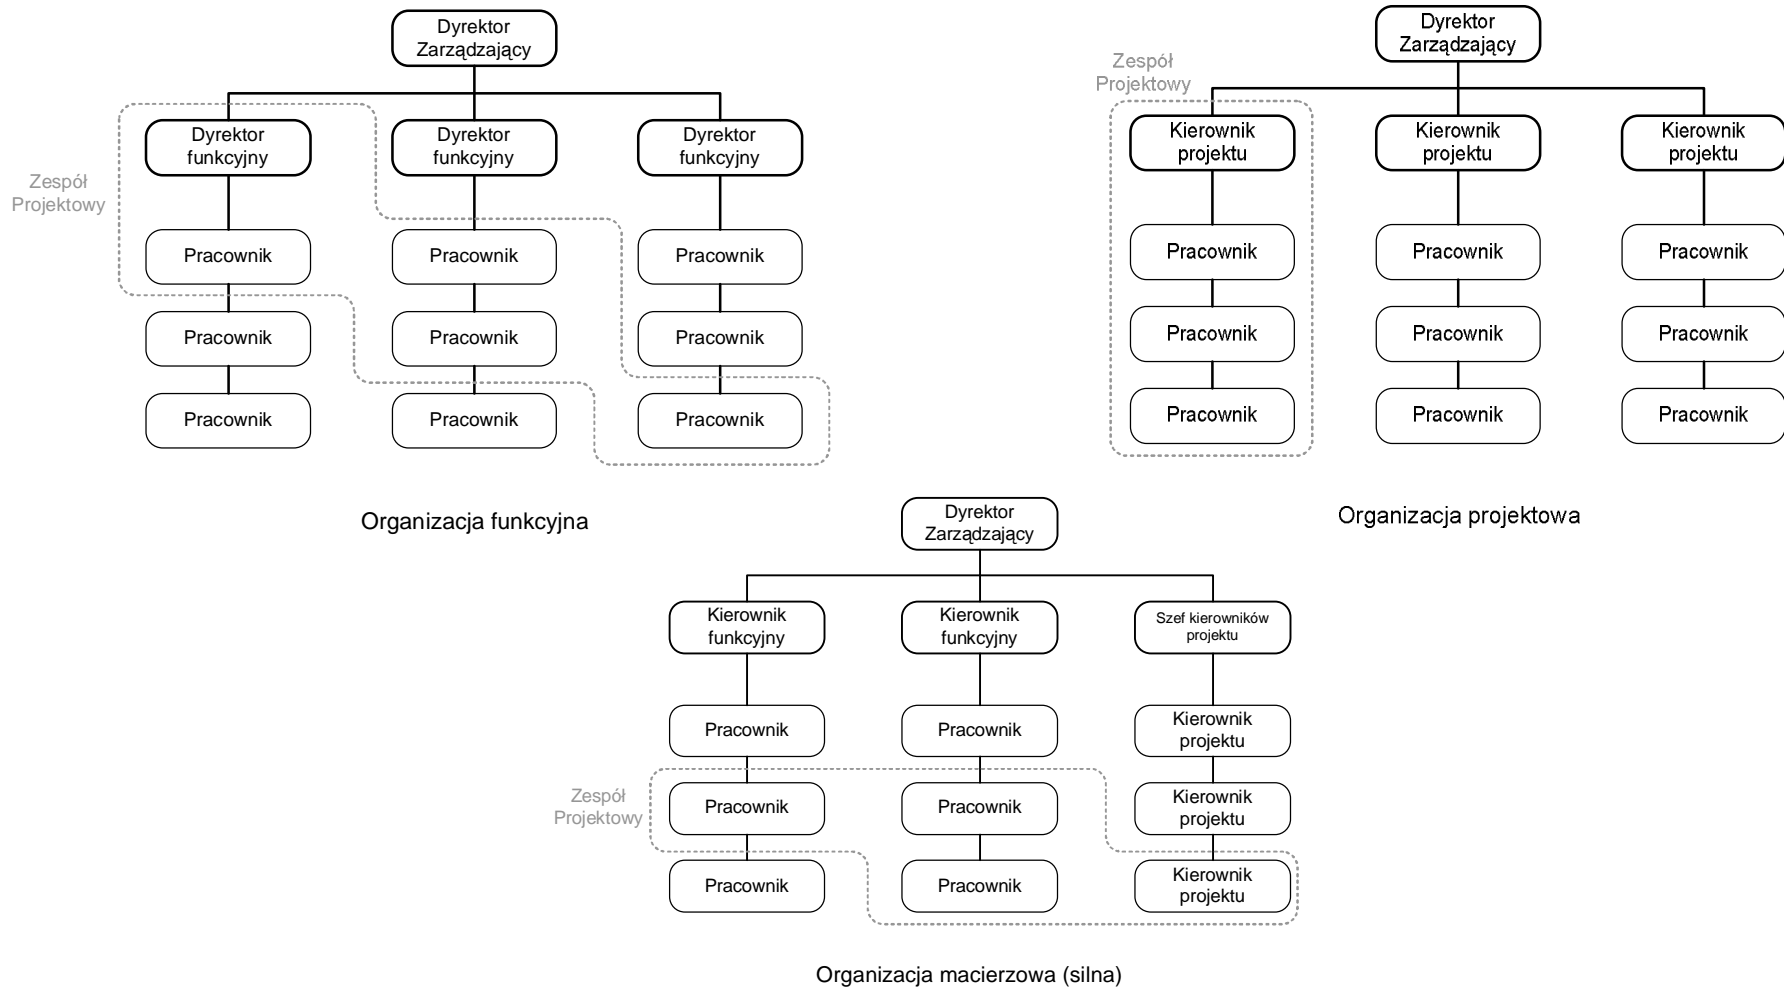 Dyrektor
Zarządzający
Zespół
Projektowy
Dyrektor
funkcyjny
Dyrektor
funkcyjny
Dyrektor
funkcyjny
Pracownik
Pracownik
Pracownik
Pracownik
Pracownik
Pracownik
Pracownik
Pracownik
Pracownik
Organizacja funkcyjna
Dyrektor
Zarządzający
Zespół
Projektowy
Kierownik
projektu
Kierownik
projektu
Kierownik
projektu
Pracownik
Pracownik
Pracownik
Pracownik
Pracownik
Pracownik
Pracownik
Pracownik
Pracownik
Organizacja projektowa
Dyrektor
Zarządzający
Kierownik
funkcyjny
Kierownik
funkcyjny
Szef kierowników
projektu
Pracownik
Pracownik
Kierownik
projektu
Zespół
Projektowy
Pracownik
Pracownik
Kierownik
projektu
Pracownik
Pracownik
Kierownik
projektu
Organizacja macierzowa (silna)